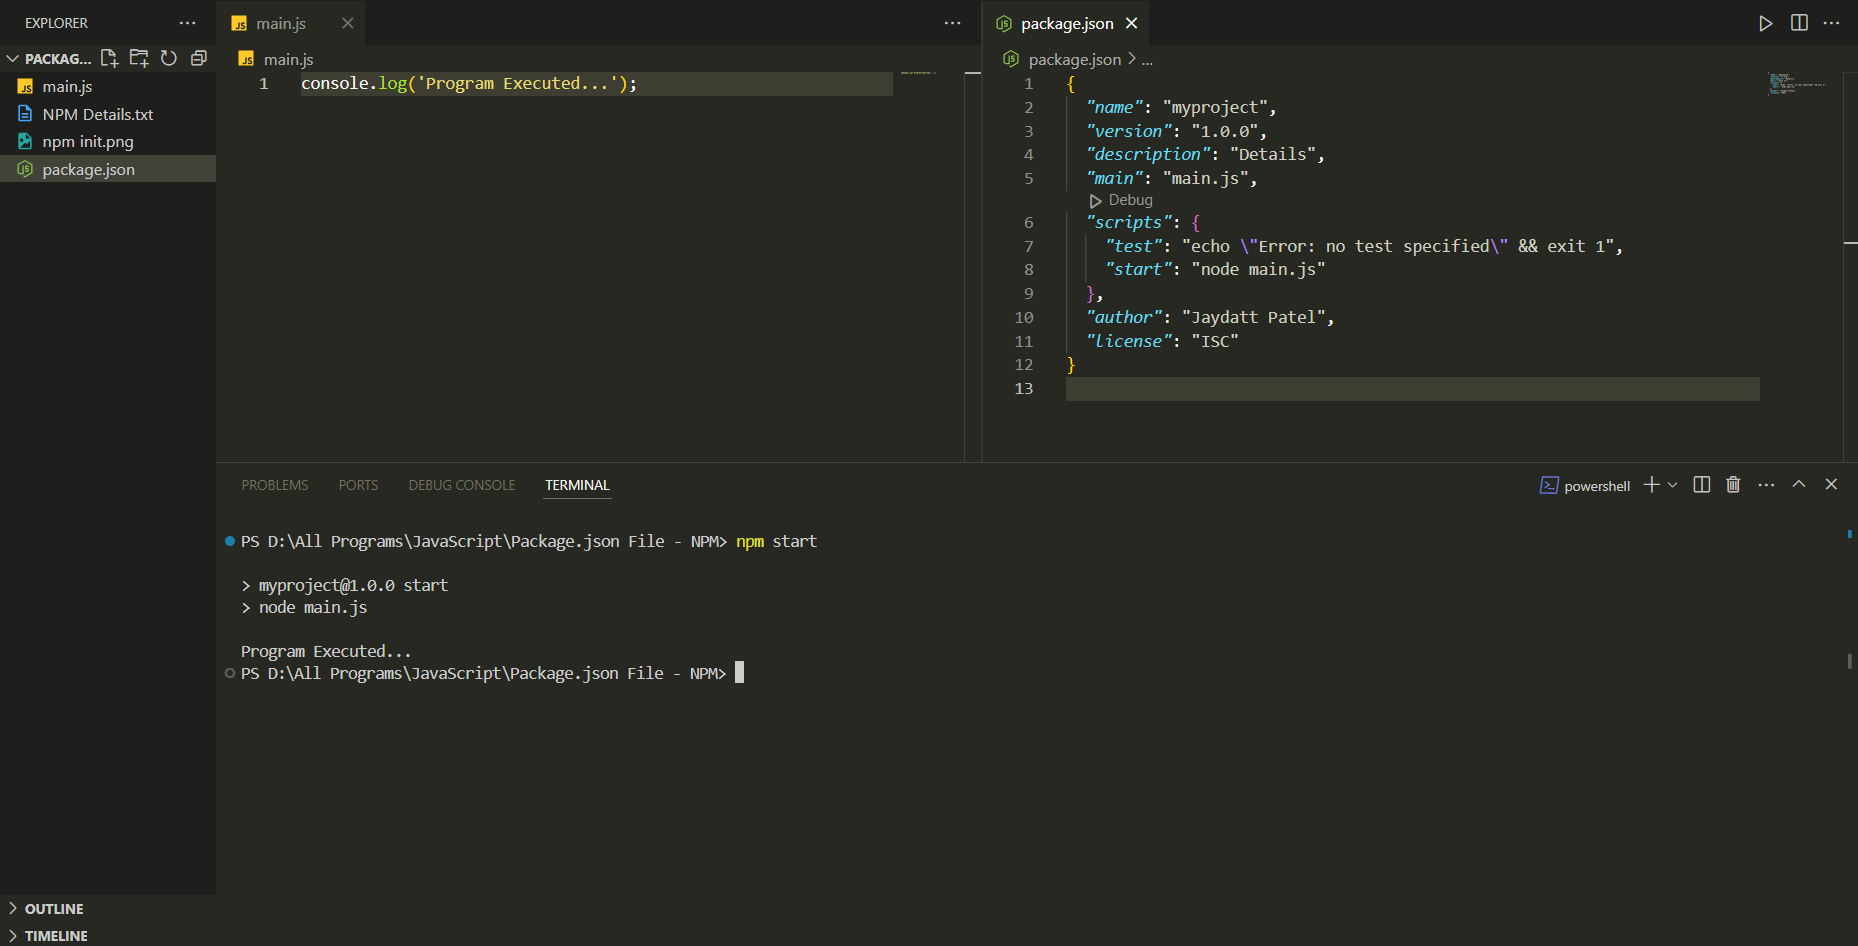 EXPLORER
PACKAG...
main.js
NPM Details.txt
npm init.png
package.json
OUTLINE
TIMELINE
main.js
main.js
1 console.log('Program Executed...');
package.json
package.json > ...
1 {
2 "name": "myproject",
3 "version": "1.0.0",
4 "description": "Details",
5 "main": "main.js",
Debug
6 "scripts": {
7 "test": "echo \"Error: no test specified\" && exit 1",
8 "start": "node main.js"
9 },
10 "author": "Jaydatt Patel",
11 "license": "ISC"
12 }
13
PROBLEMS PORTS DEBUG CONSOLE TERMINAL
powershell
PS D:\All Programs\JavaScript\Package.json File - NPM> npm start
> myproject@1.0.0 start
> node main.js
Program Executed...
PS D:\All Programs\JavaScript\Package.json File - NPM>